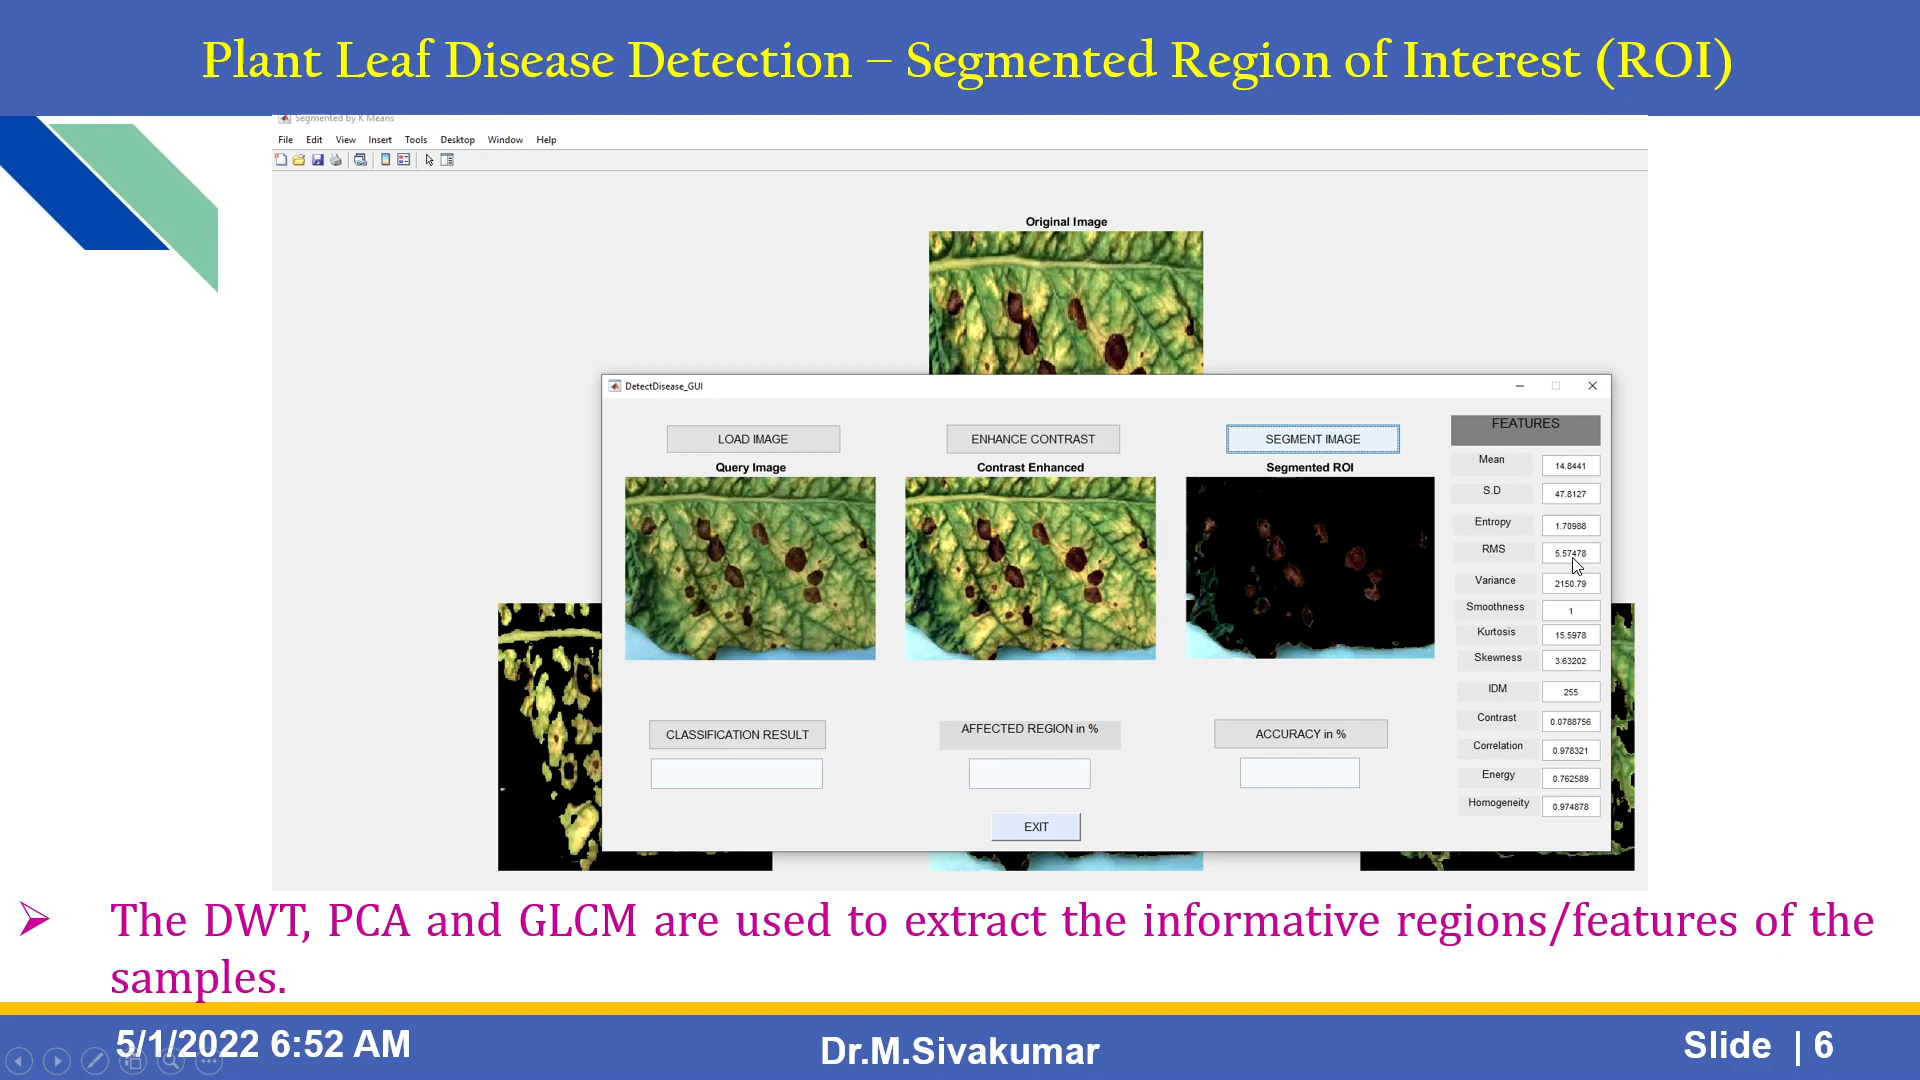 Plant Leaf Disease Detection – Segmented Region of Interest (ROI)
Segmented by K Means
File Edit View Insert Tools Desktop Window Help
Original Image
DetectDisease_GUI
LOAD IMAGE
ENHANCE CONTRAST
SEGMENT IMAGE
FEATURES
Query Image
Contrast Enhanced
Segmented ROI
Mean 14.8441
S.D 47.8127
Entropy 1.70988
RMS 5.57478
Variance 2150.79
Smoothness 1
Kurtosis 15.5978
Skewness 3.63202
IDM 255
Contrast 0.0788756
Correlation 0.978321
Energy 0.762589
Homogeneity 0.974878
CLASSIFICATION RESULT
AFFECTED REGION in %
ACCURACY in %
EXIT
➢ The DWT, PCA and GLCM are used to extract the informative regions/features of the
samples.
5/1/2022 6:52 AM
Dr.M.Sivakumar
Slide | 6